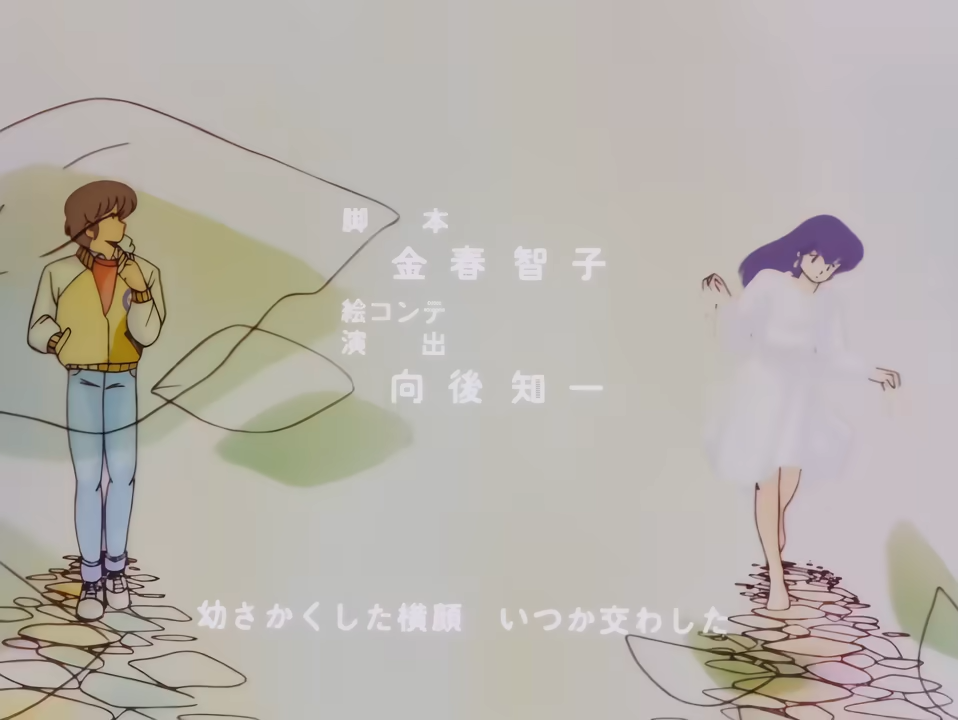 脚本
金春智子
絵コンテ
演出
向後知一
幼さかくした横顔 いつか交わした